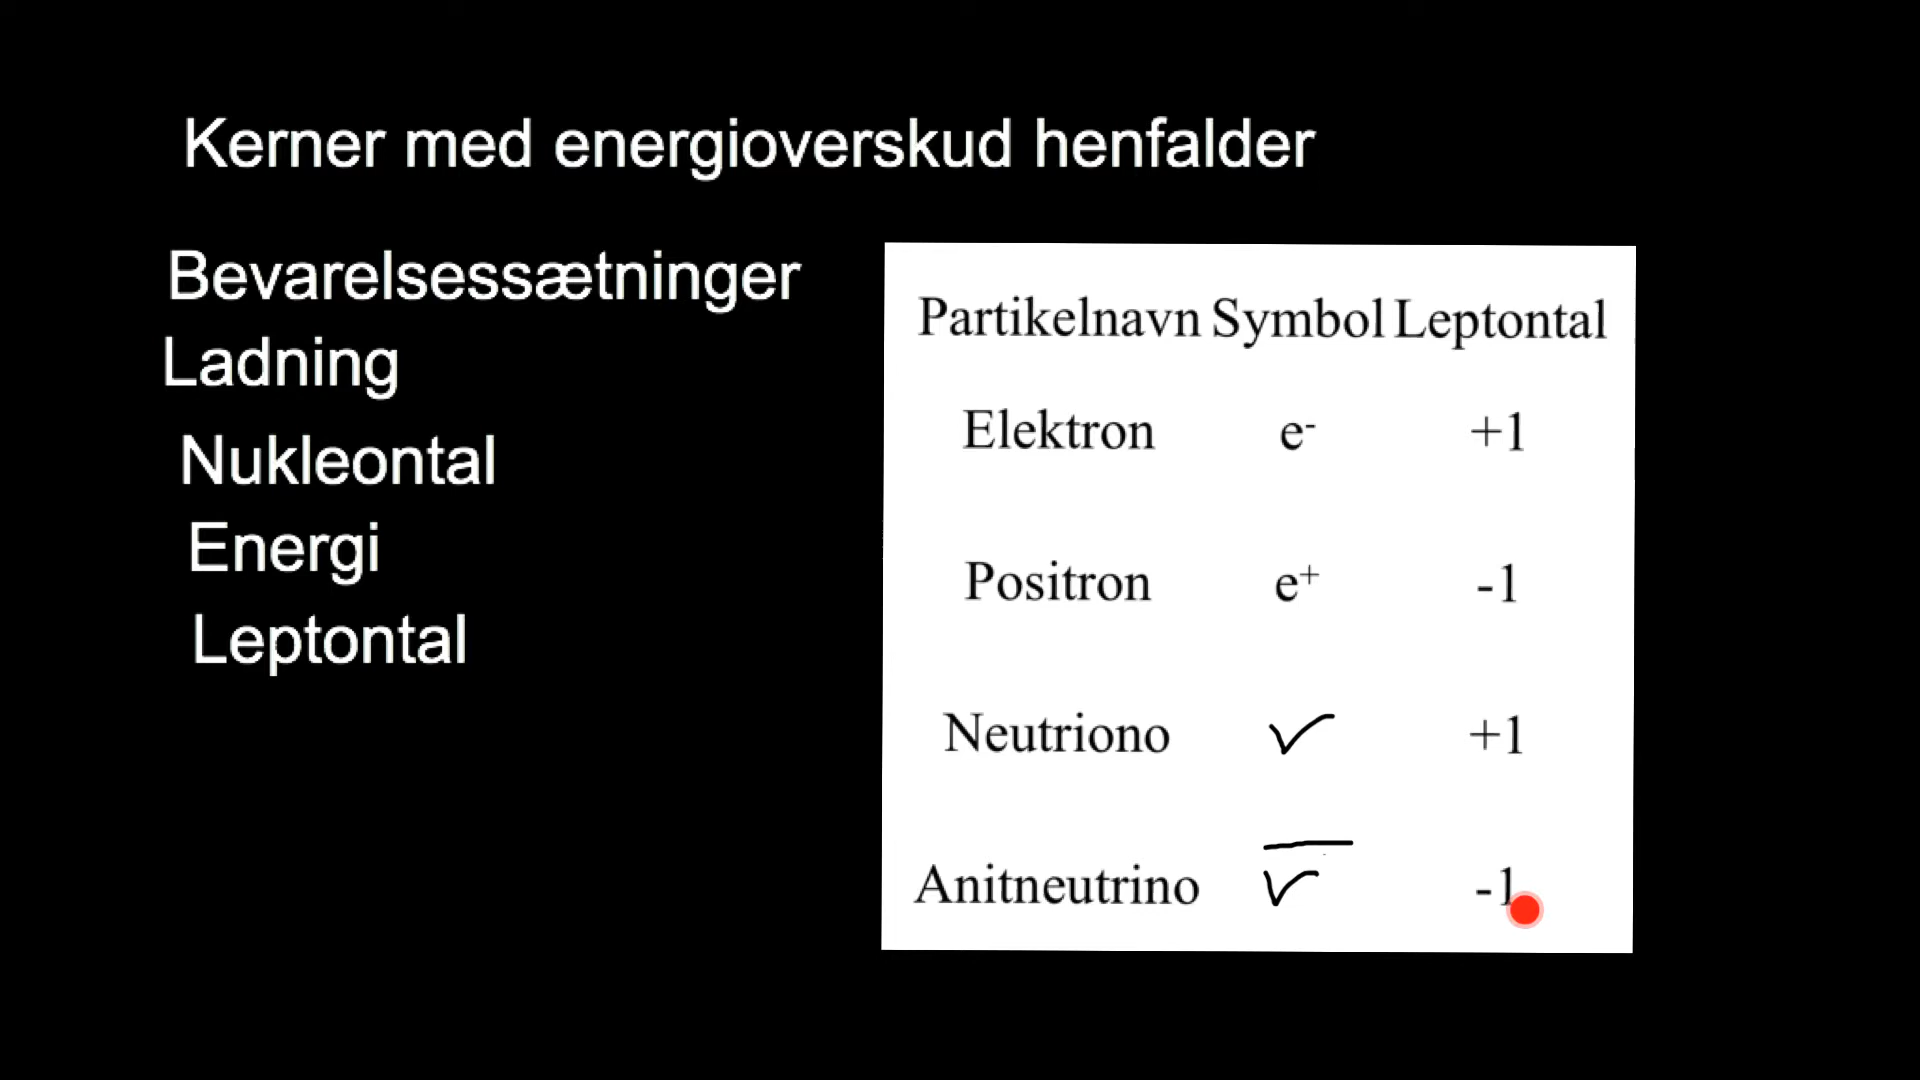 Kerner med energioverskud henfalder
Bevarelsessætninger
Ladning
Nukleontal
Energi
Leptontal
Partikelnavn Symbol Leptontal
Elektron e⁻ +1
Positron e⁺ -1
Neutriono ν +1
Anitneutrino ν̅ -1